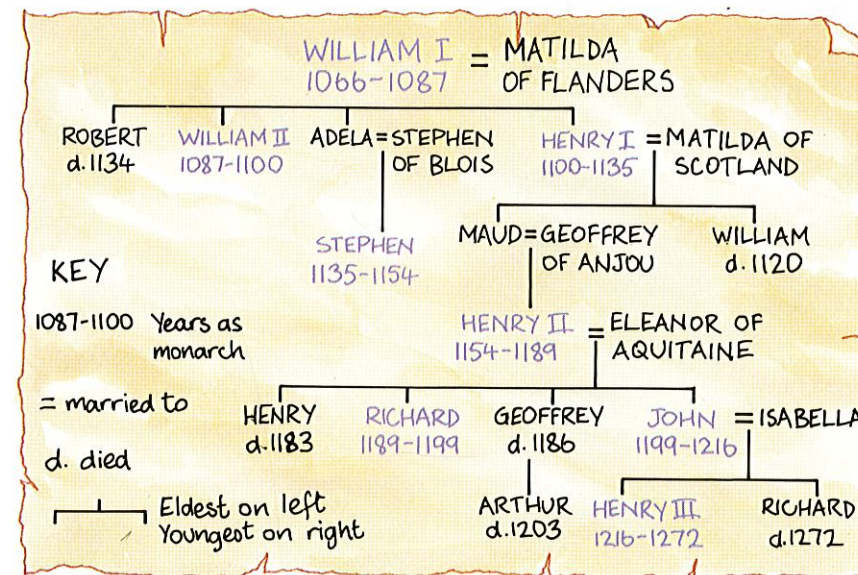 WILLIAM I = MATILDA
1066-1087 OF FLANDERS
ROBERT WILLIAM II ADELA = STEPHEN HENRY I = MATILDA OF
d.1134 1087-1100 OF BLOIS 1100-1135 SCOTLAND
MAUD = GEOFFREY WILLIAM
OF ANJOU d.1120
STEPHEN
1135-1154
KEY
1087-1100 Years as
monarch
= married to
d. died
Eldest on left
Youngest on right
HENRY II = ELEANOR OF
1154-1189 AQUITAINE
HENRY RICHARD GEOFFREY JOHN = ISABELLA
d.1183 1189-1199 d.1186 1199-1216
ARTHUR HENRY III RICHARD
d.1203 1216-1272 d.1272